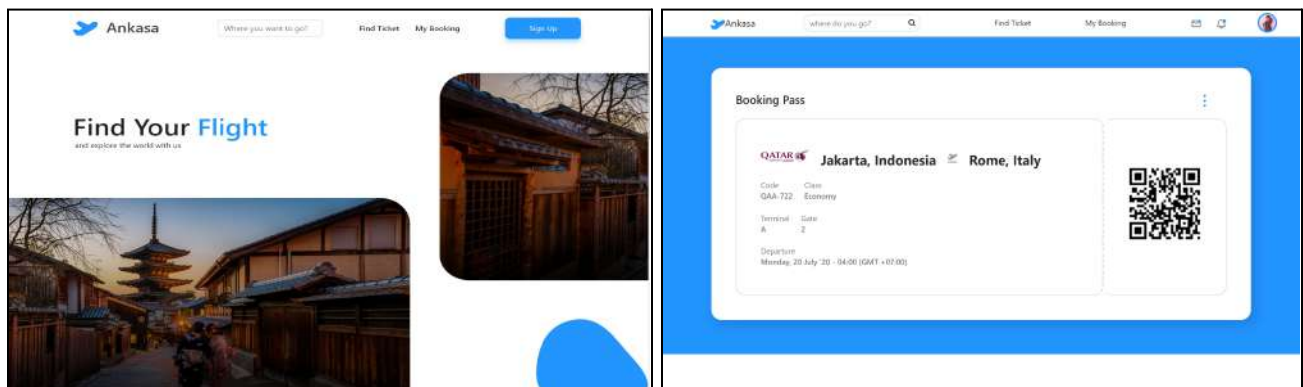 Ankasa
Where you want to go?
Find Ticket
My Booking
Sign Up
Find Your Flight
and explore the world with us
Ankasa
where do you go?
Find Ticket
My Booking
Booking Pass
QATAR
Jakarta, Indonesia
Rome, Italy
Code Class
GAA-722 Economy
Terminal Gate
A 2
Departure
Monday, 20 July '20 - 04:00 (GMT +07:00)